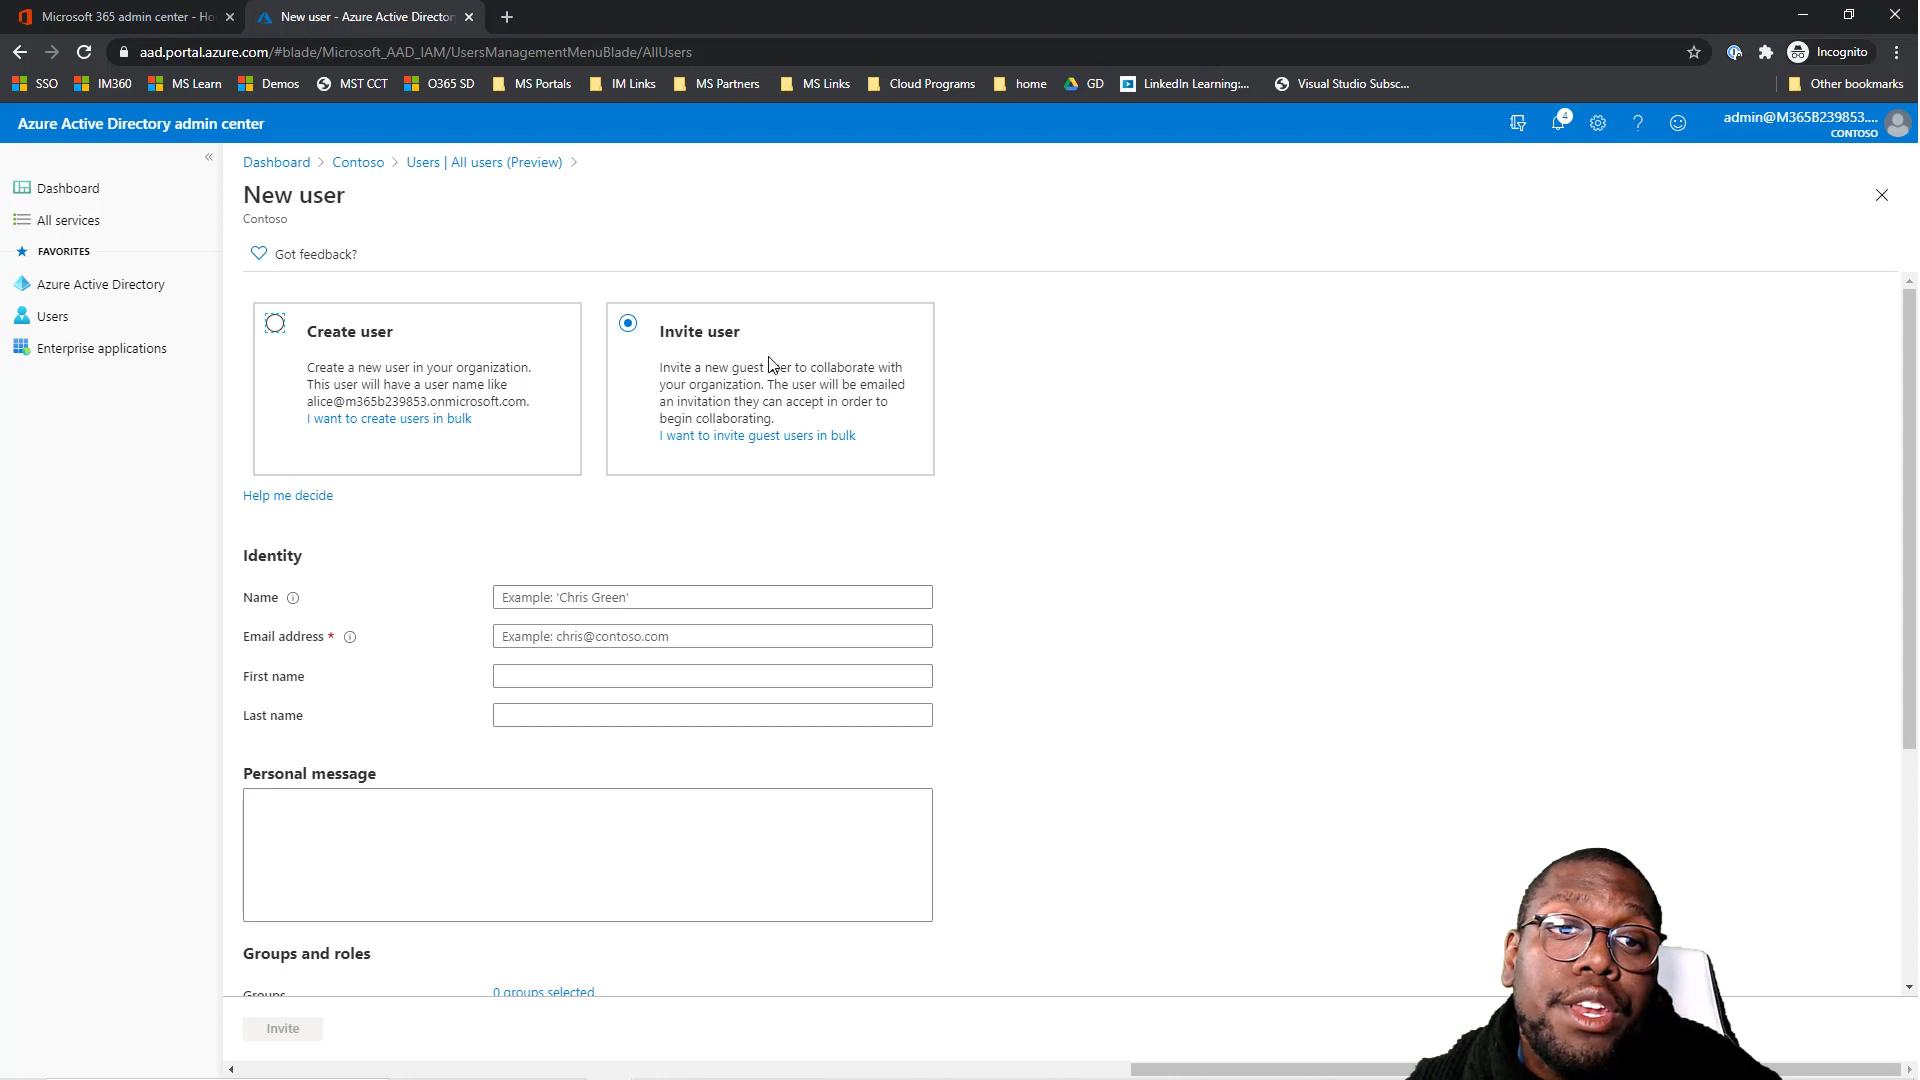 Microsoft 365 admin center - Ho
New user - Azure Active Director
aad.portal.azure.com/#blade/Microsoft_AAD_IAM/UsersManagementMenuBlade/AllUsers
Incognito
SSO
IM360
MS Learn
Demos
MST CCT
O365 SD
MS Portals
IM Links
MS Partners
MS Links
Cloud Programs
home
GD
LinkedIn Learning:...
Visual Studio Subsc...
Other bookmarks
Azure Active Directory admin center
4
admin@M365B239853....
CONTOSO
«
Dashboard
All services
FAVORITES
Azure Active Directory
Users
Enterprise applications
Dashboard > Contoso > Users | All users (Preview) >
New user
Contoso
Got feedback?
Create user
Create a new user in your organization.
This user will have a user name like
alice@m365b239853.onmicrosoft.com.
I want to create users in bulk
Invite user
Invite a new guest user to collaborate with
your organization. The user will be emailed
an invitation they can accept in order to
begin collaborating.
I want to invite guest users in bulk
Help me decide
Identity
Name
Example: 'Chris Green'
Email address *
Example: chris@contoso.com
First name
Last name
Personal message
Groups and roles
Groups
0 groups selected
Invite